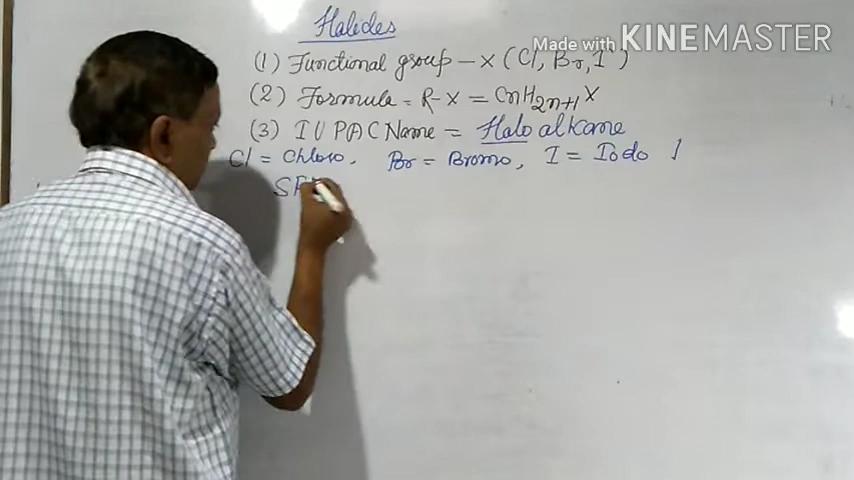 Halides
Made with KINEMASTER
(1) Functional group - X (Cl, Br, I)
(2) Formula = R-X = CnH2n+1 X
(3) IUPAC Name = Halo alkane
Cl = Chloro, Br = Bromo, I = Iodo